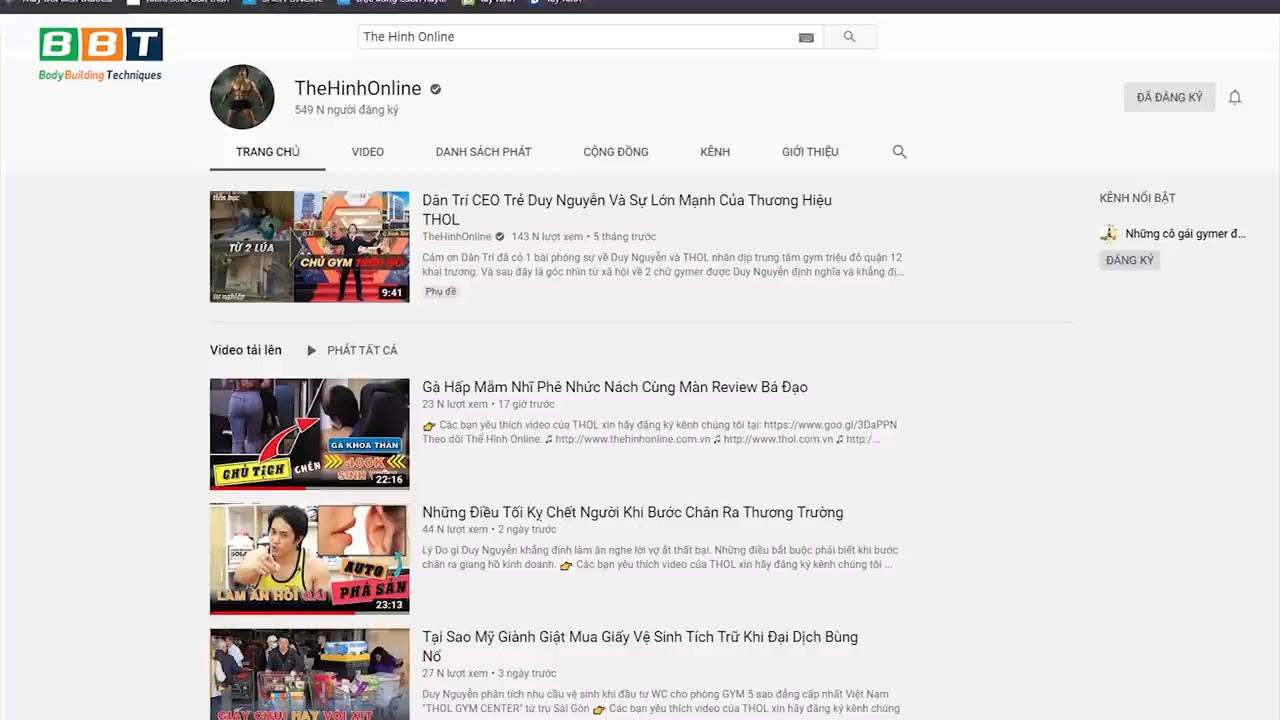 BBT
BodyBuilding Techniques
The Hinh Online
TheHinhOnline
549 N người đăng ký
ĐÃ ĐĂNG KÝ
TRANG CHỦ
VIDEO
DANH SÁCH PHÁT
CỘNG ĐỒNG
KÊNH
GIỚI THIỆU
TỪ 2 LÚA
sự nghiệp
CHỦ GYM TRIỆU ĐÔ
9:41
Dân Trí CEO Trẻ Duy Nguyễn Và Sự Lớn Mạnh Của Thương Hiệu
THOL
TheHinhOnline 143 N lượt xem • 5 tháng trước
Cảm ơn Dân Trí đã có 1 bài phóng sự về Duy Nguyễn và THOL nhân dịp trung tâm gym triệu đô quận 12
khai trương. Và sau đây là góc nhìn từ xã hội về 2 chữ gymer được Duy Nguyễn định nghĩa và khẳng đị...
Phụ đề
KÊNH NỔI BẬT
Những cô gái gymer đ...
ĐĂNG KÝ
Video tải lên
PHÁT TẤT CẢ
GÀ KHỎA THÂN
CHỦ TỊCH
CHÉN
400K
22:16
Gà Hấp Mắm Nhĩ Phê Nhức Nách Cùng Màn Review Bá Đạo
23 N lượt xem • 17 giờ trước
👉 Các bạn yêu thích video của THOL xin hãy đăng ký kênh chúng tôi tại: https://www.goo.gl/3DaPPN
Theo dõi Thể Hình Online: ♫ http://www.thehinhonline.com.vn ♫ http://www.thol.com.vn ♫ http:/...
AUTO
LÀM ĂN HỎI GÁI
PHÁ SẢN
23:13
Những Điều Tối Kỵ Chết Người Khi Bước Chân Ra Thương Trường
44 N lượt xem • 2 ngày trước
Lý Do gì Duy Nguyễn khẳng định làm ăn nghe lời vợ ắt thất bại. Những điều bắt buộc phải biết khi bước
chân ra giang hồ kinh doanh. 👉 Các bạn yêu thích video của THOL xin hãy đăng ký kênh chúng tôi ...
GIẤY CHÙI HAY VÒI XỊT
Tại Sao Mỹ Giành Giật Mua Giấy Vệ Sinh Tích Trữ Khi Đại Dịch Bùng
Nổ
27 N lượt xem • 3 ngày trước
Duy Nguyễn phân tích nhu cầu vệ sinh khi đầu tư WC cho phòng GYM 5 sao đẳng cấp nhất Việt Nam
"THOL GYM CENTER" từ trụ Sài Gòn 👉 Các bạn yêu thích video của THOL xin hãy đăng ký kênh chúng